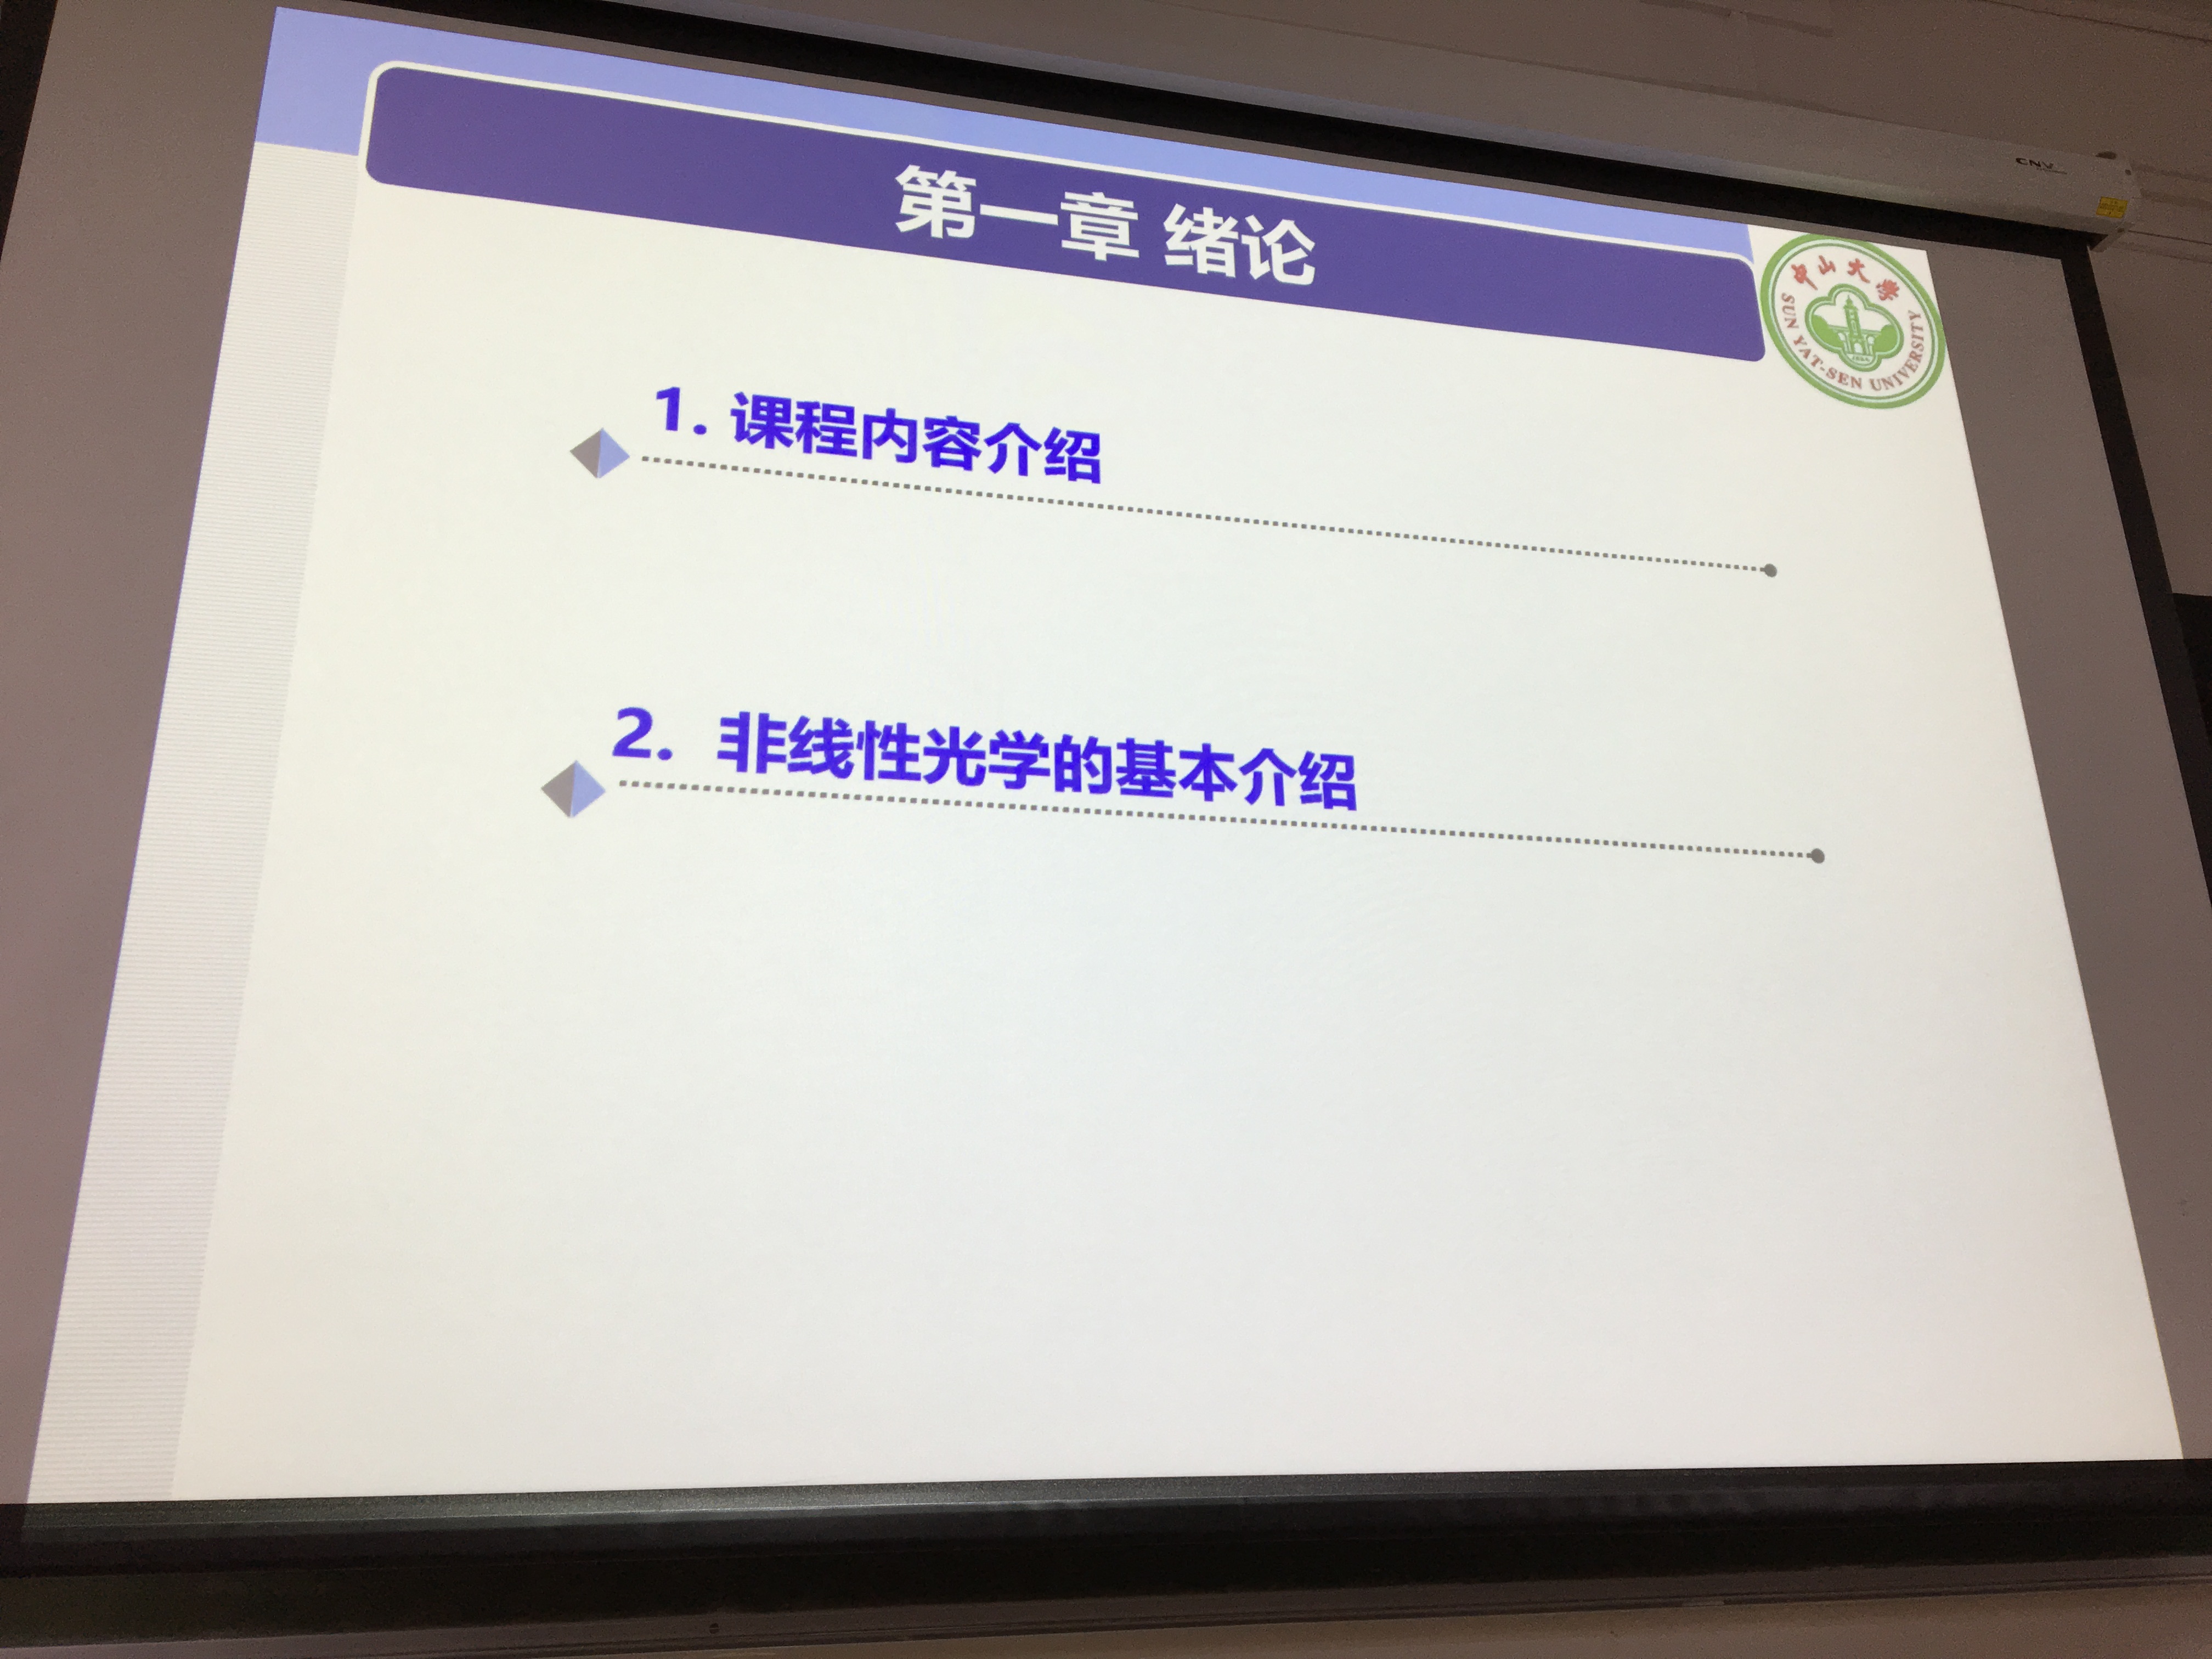 第一章 绪论
中山大学
SUN YAT-SEN UNIVERSITY
1. 课程内容介绍
2. 非线性光学的基本介绍
CNV